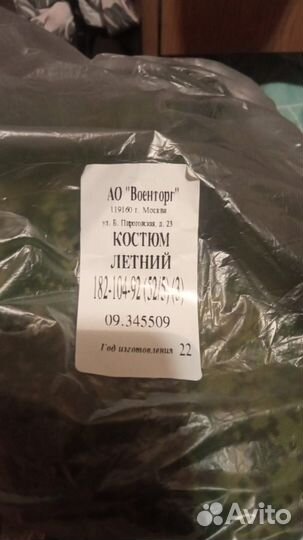 АО "Военторг"
119160 г. Москва
ул. Б. Пироговская, д. 23
КОСТЮМ
ЛЕТНИЙ
182-104-92 (52/5) (3)
09.345509
Год изготовления 22
Avito